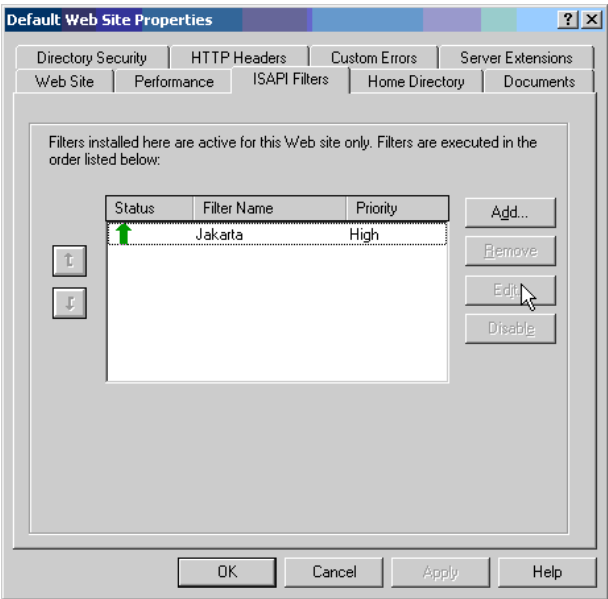 Default Web Site Properties
Directory Security HTTP Headers Custom Errors Server Extensions
Web Site Performance ISAPI Filters Home Directory Documents
Filters installed here are active for this Web site only. Filters are executed in the
order listed below:
Status Filter Name Priority
Jakarta High
Add...
Remove
Edit...
Disable
OK Cancel Apply Help